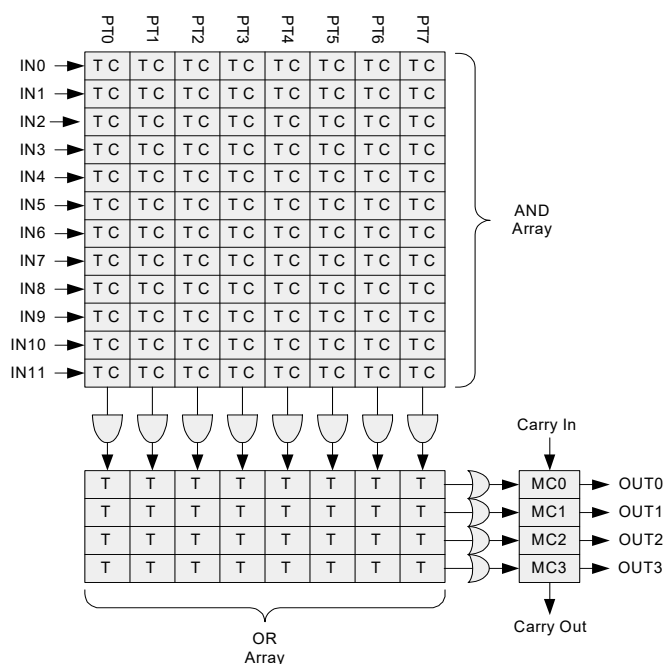 PT0 PT1 PT2 PT3 PT4 PT5 PT6 PT7
IN0 T C T C T C T C T C T C T C T C
IN1 T C T C T C T C T C T C T C T C
IN2 T C T C T C T C T C T C T C T C
IN3 T C T C T C T C T C T C T C T C
IN4 T C T C T C T C T C T C T C T C
IN5 T C T C T C T C T C T C T C T C
IN6 T C T C T C T C T C T C T C T C
IN7 T C T C T C T C T C T C T C T C
IN8 T C T C T C T C T C T C T C T C
IN9 T C T C T C T C T C T C T C T C
IN10 T C T C T C T C T C T C T C T C
IN11 T C T C T C T C T C T C T C T C
AND
Array
Carry In
T T T T T T T T MC0 OUT0
T T T T T T T T MC1 OUT1
T T T T T T T T MC2 OUT2
T T T T T T T T MC3 OUT3
Carry Out
OR
Array